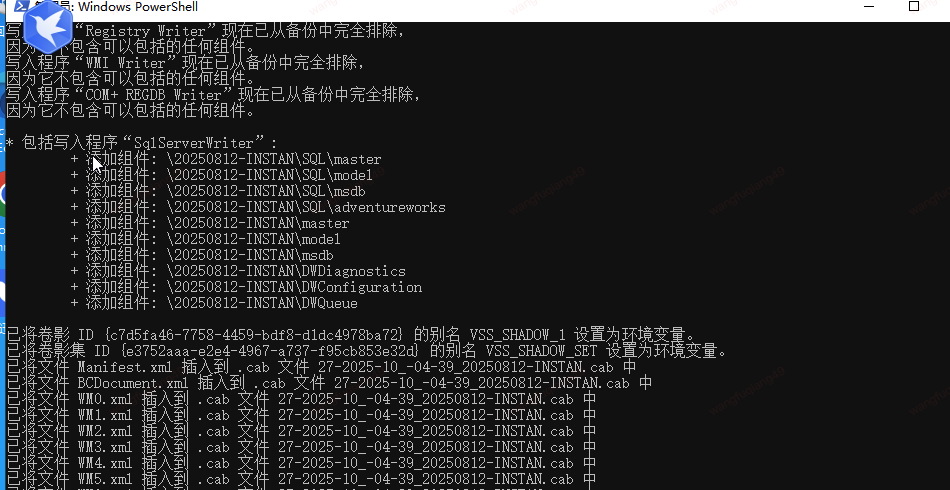 Windows PowerShell
写入程序“Registry Writer”现在已从备份中完全排除,
因为它不包含可以包括的任何组件。
写入程序“WMI Writer”现在已从备份中完全排除,
因为它不包含可以包括的任何组件。
写入程序“COM+ REGDB Writer”现在已从备份中完全排除,
因为它不包含可以包括的任何组件。
* 包括写入程序“SqlServerWriter”:
+ 添加组件: \20250812-INSTAN\SQL\master
+ 添加组件: \20250812-INSTAN\SQL\model
+ 添加组件: \20250812-INSTAN\SQL\msdb
+ 添加组件: \20250812-INSTAN\SQL\adventureworks
+ 添加组件: \20250812-INSTAN\master
+ 添加组件: \20250812-INSTAN\model
+ 添加组件: \20250812-INSTAN\msdb
+ 添加组件: \20250812-INSTAN\DWDiagnostics
+ 添加组件: \20250812-INSTAN\DWConfiguration
+ 添加组件: \20250812-INSTAN\DWQueue
已将卷影 ID {c7d5fa46-7758-4459-bdf8-d1dc4978ba72} 的别名 VSS_SHADOW_1 设置为环境变量。
已将卷影集 ID {e3752aaa-e2e4-4967-a737-f95cb853e32d} 的别名 VSS_SHADOW_SET 设置为环境变量。
已将文件 Manifest.xml 插入到 .cab 文件 27-2025-10_-04-39_20250812-INSTAN.cab 中
已将文件 BCDocument.xml 插入到 .cab 文件 27-2025-10_-04-39_20250812-INSTAN.cab 中
已将文件 WM0.xml 插入到 .cab 文件 27-2025-10_-04-39_20250812-INSTAN.cab 中
已将文件 WM1.xml 插入到 .cab 文件 27-2025-10_-04-39_20250812-INSTAN.cab 中
已将文件 WM2.xml 插入到 .cab 文件 27-2025-10_-04-39_20250812-INSTAN.cab 中
已将文件 WM3.xml 插入到 .cab 文件 27-2025-10_-04-39_20250812-INSTAN.cab 中
已将文件 WM4.xml 插入到 .cab 文件 27-2025-10_-04-39_20250812-INSTAN.cab 中
已将文件 WM5.xml 插入到 .cab 文件 27-2025-10_-04-39_20250812-INSTAN.cab 中